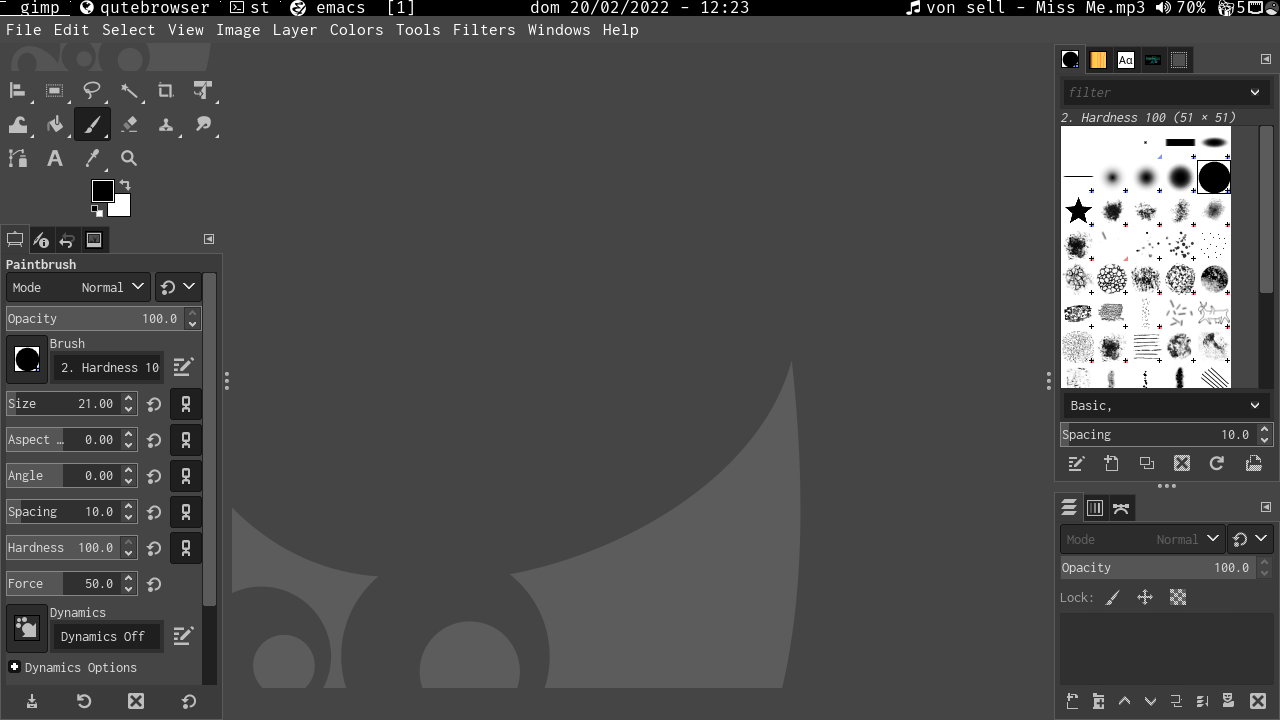 gimp qutebrowser st emacs [1] dom 20/02/2022 - 12:23 von sell - Miss Me.mp3 70% 5
File Edit Select View Image Layer Colors Tools Filters Windows Help
Paintbrush
Mode Normal
Opacity 100.0
Brush
2. Hardness 10
Size 21.00
Aspect … 0.00
Angle 0.00
Spacing 10.0
Hardness 100.0
Force 50.0
Dynamics
Dynamics Off
Dynamics Options
Aα
filter
2. Hardness 100 (51 × 51)
Basic,
Spacing 10.0
Mode Normal
Opacity 100.0
Lock: